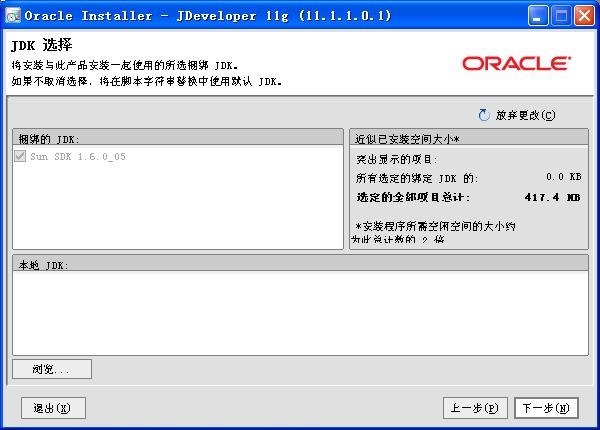 Oracle Installer - JDeveloper 11g (11.1.1.0.1)
JDK 选择
将安装与此产品安装一起使用的所选捆绑 JDK。
如果不取消选择，将在脚本字符串替换中使用默认 JDK。
ORACLE
放弃更改(C)
捆绑的 JDK:
Sun SDK 1.6.0_05
近似已安装空间大小*
突出显示的项目:
所有选定的绑定 JDK 的: 0.0 KB
选定的全部项目总计: 417.4 MB
*安装程序所需空闲空间的大小约
为此总计数的 2 倍
本地 JDK:
浏览...
退出(X)
上一步(P)
下一步(N)